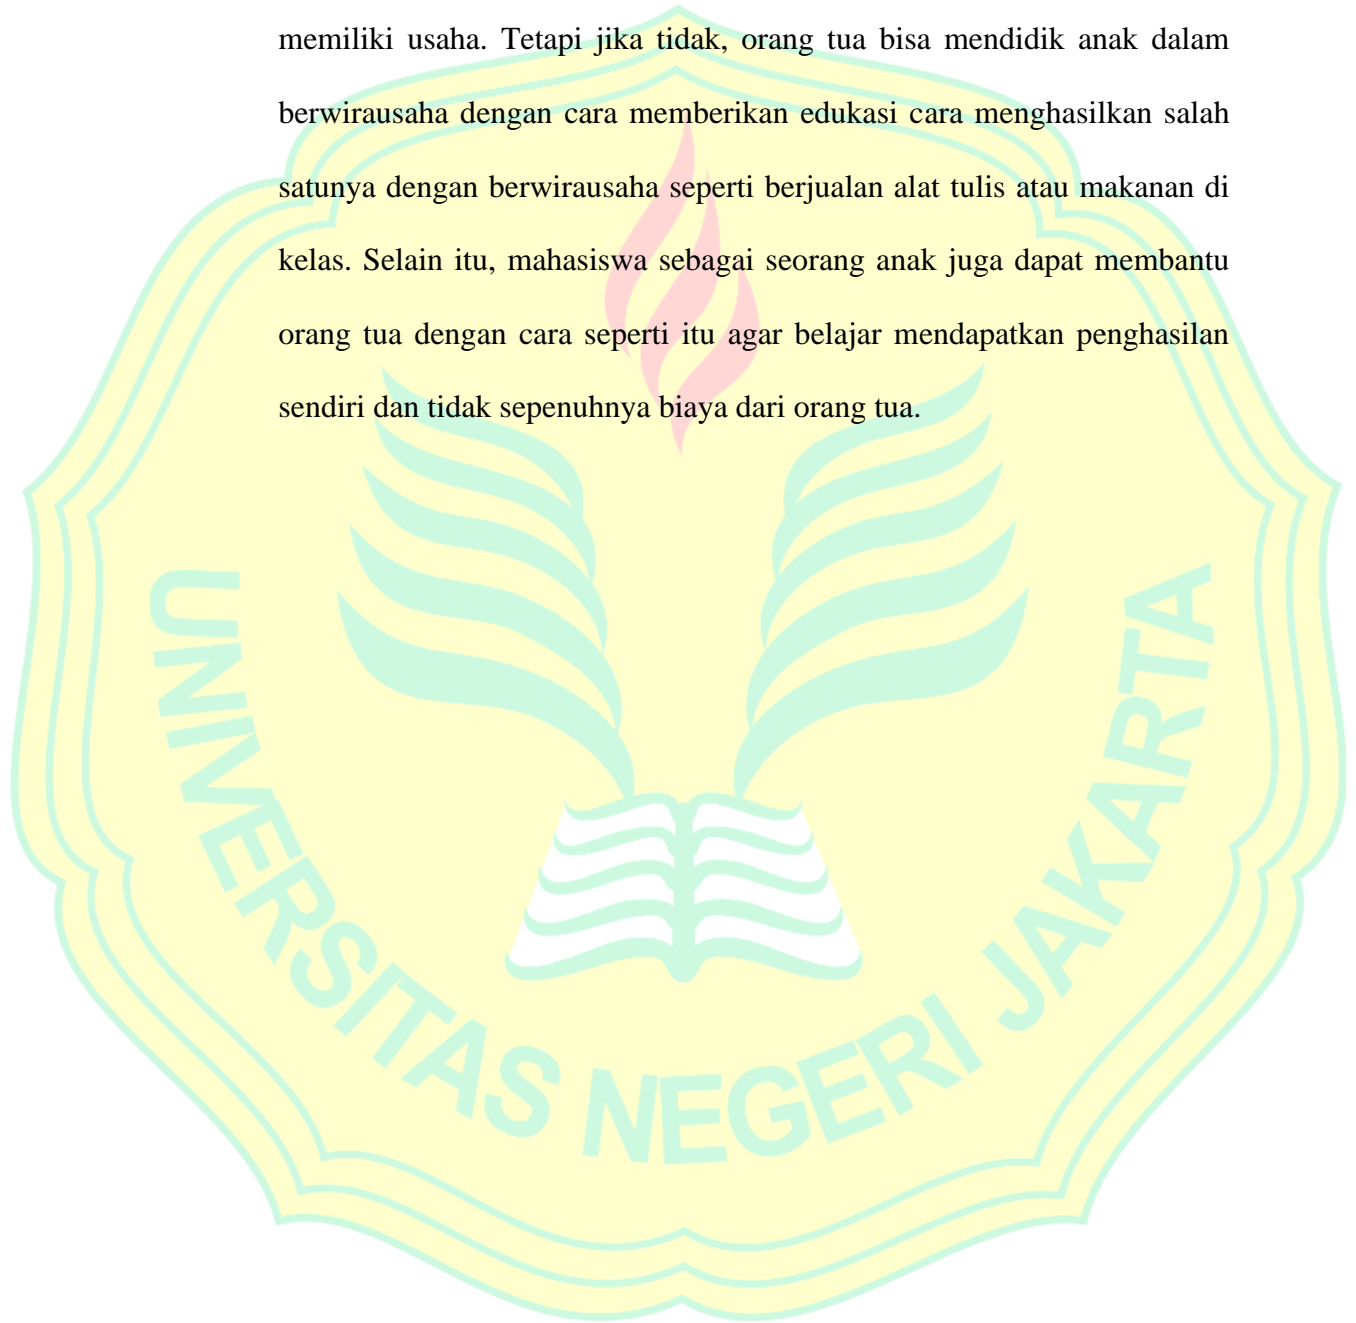 memiliki usaha. Tetapi jika tidak, orang tua bisa mendidik anak dalam
berwirausaha dengan cara memberikan edukasi cara menghasilkan salah
satunya dengan berwirausaha seperti berjualan alat tulis atau makanan di
kelas. Selain itu, mahasiswa sebagai seorang anak juga dapat membantu
orang tua dengan cara seperti itu agar belajar mendapatkan penghasilan
sendiri dan tidak sepenuhnya biaya dari orang tua.
UNIVERSITAS NEGERI JAKARTA